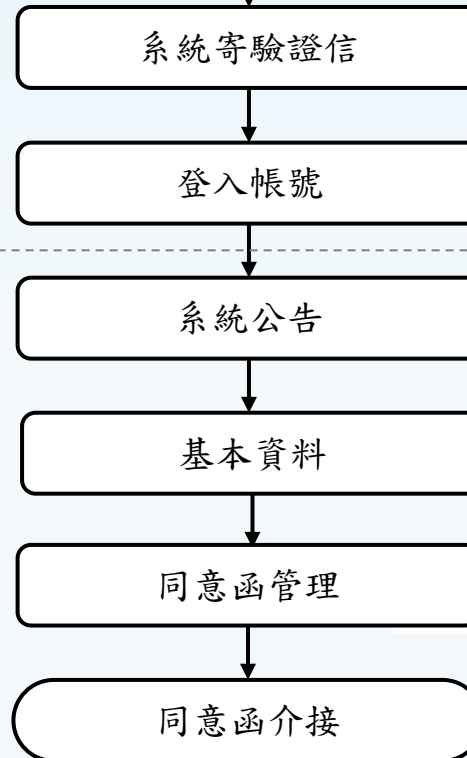 系統寄驗證信
登入帳號
系統公告
基本資料
同意函管理
同意函介接